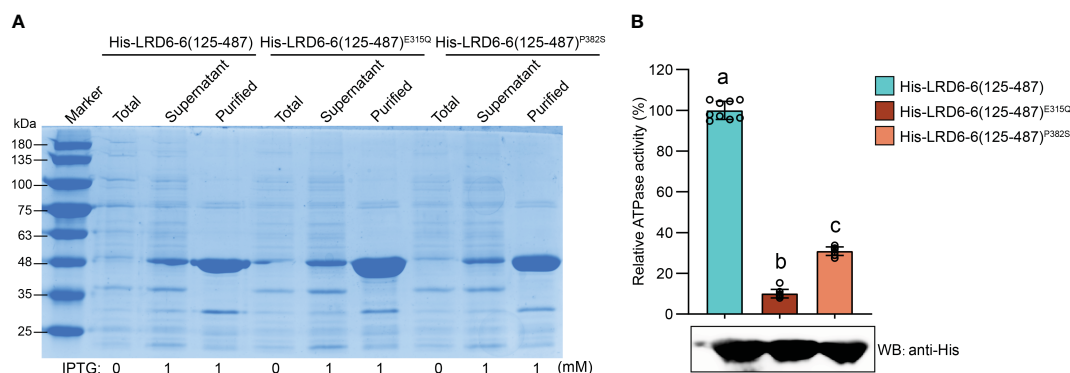 A
His-LRD6-6(125-487) His-LRD6-6(125-487)E315Q His-LRD6-6(125-487)P382S
Marker Total Supernatant Purified Total Supernatant Purified Total Supernatant Purified
kDa
180
135
100
75
63
48
35
25
IPTG: 0 1 1 0 1 1 0 1 1 (mM)
B
Relative ATPase activity (%)
120
100
80
60
40
20
0
a
b
c
His-LRD6-6(125-487)
His-LRD6-6(125-487)E315Q
His-LRD6-6(125-487)P382S
WB: anti-His